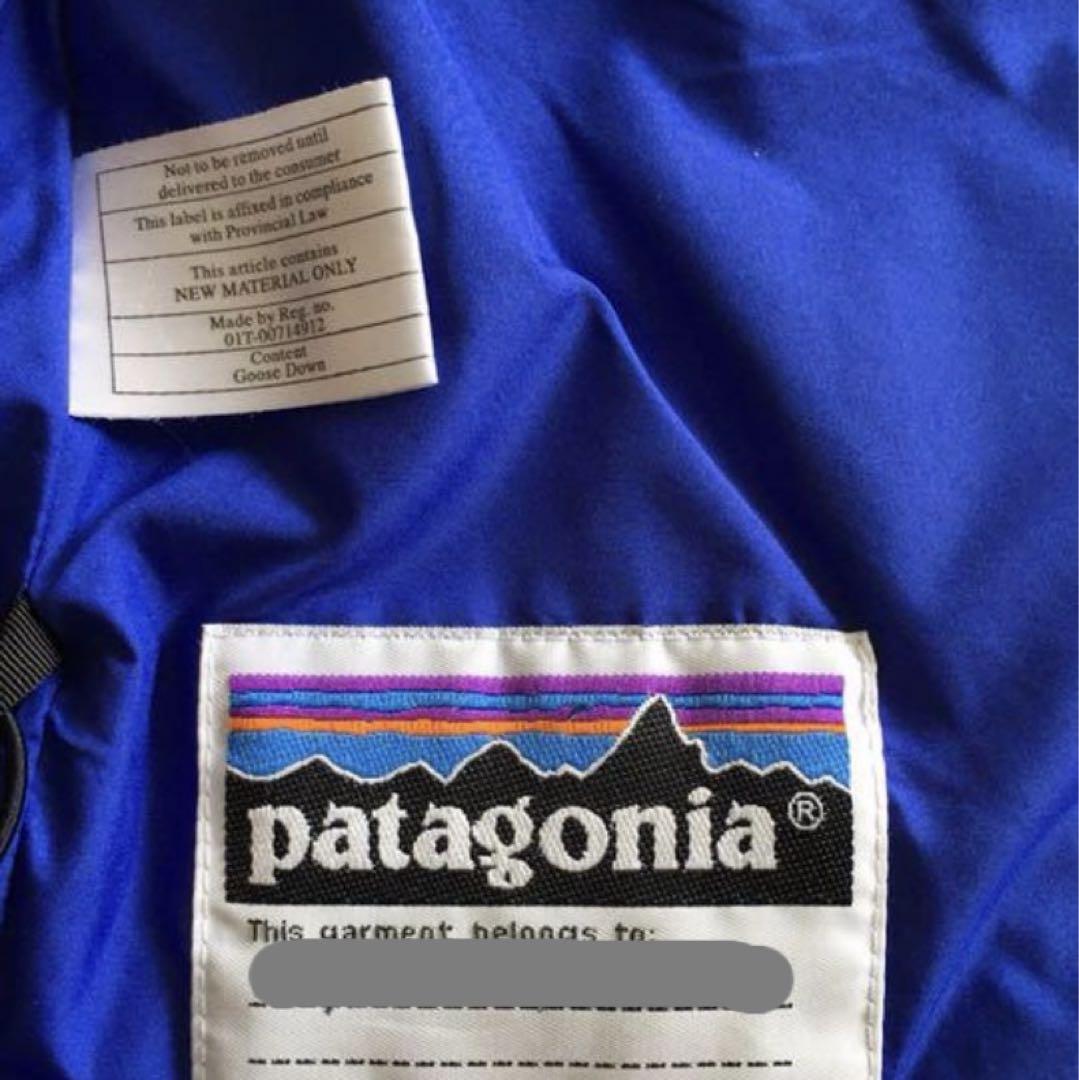 Not to be removed until
delivered to the consumer
This label is affixed in compliance
with Provincial Law
This article contains
NEW MATERIAL ONLY
Made by Reg. no.
01T-00714912
Content
Goose Down
patagonia®
This garment belongs to: